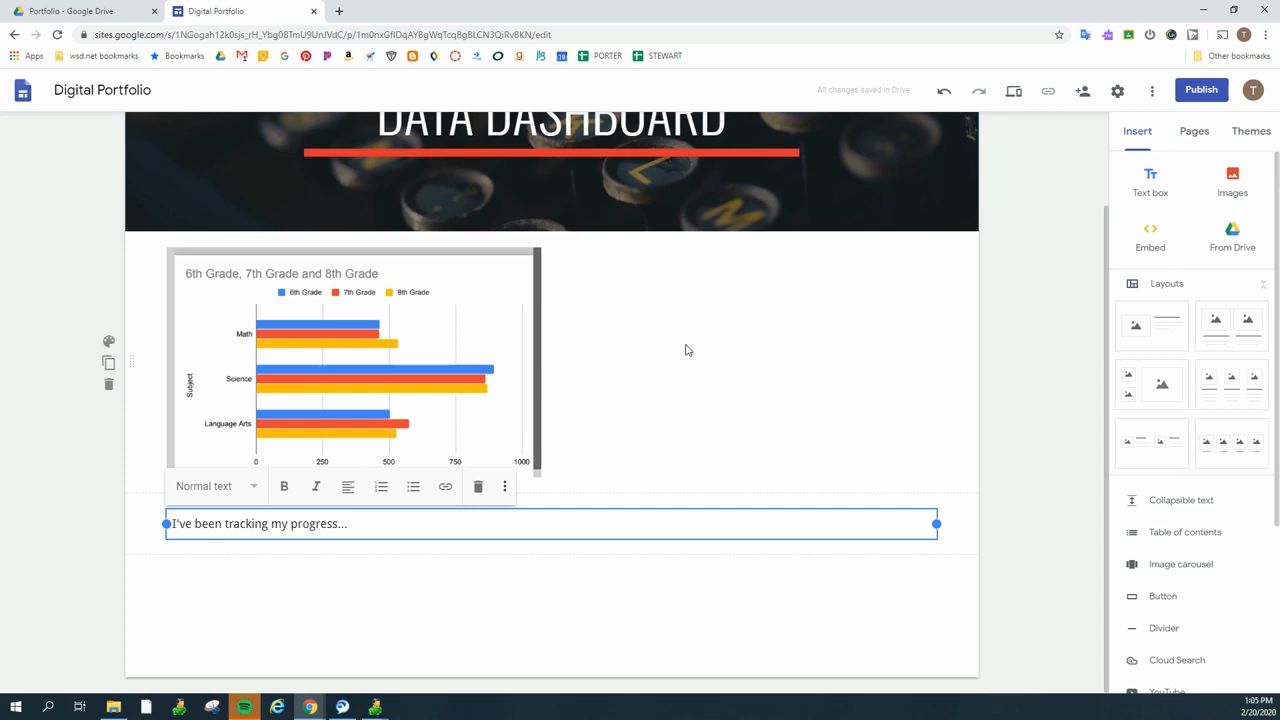 Portfolio - Google Drive
Digital Portfolio
sites.google.com/s/1NGogah12k0sjs_rH_Ybg0BTmU9UnJVdC/p/1m0nxGfIDqAYBgWqTcqBgBLCN3QiRvBKN/edit
Apps
wsd.net bookmarks
Bookmarks
PORTER
STEWART
Other bookmarks
Digital Portfolio
All changes saved in Drive
Publish
T
DATA DASHBOARD
Insert
Pages
Themes
Text box
Images
Embed
From Drive
Layouts
6th Grade, 7th Grade and 8th Grade
6th Grade
7th Grade
8th Grade
Math
Science
Language Arts
Subject
0 250 500 750 1000
Normal text
I've been tracking my progress...
Collapsible text
Table of contents
Image carousel
Button
Divider
Cloud Search
YouTube
1:05 PM
2/20/2020